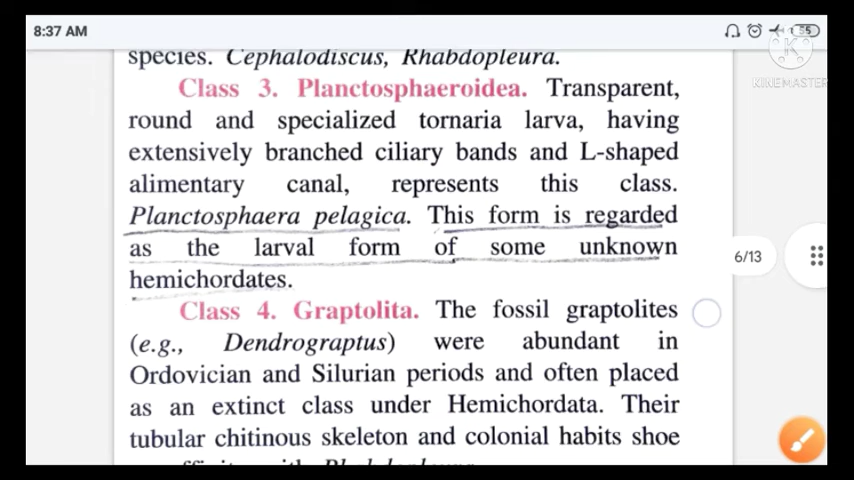 8:37 AM
55
K
KINEMASTER
species. Cephalodiscus, Rhabdopleura.
Class 3. Planctosphaeroidea. Transparent,
round and specialized tornaria larva, having
extensively branched ciliary bands and L-shaped
alimentary canal, represents this class.
Planctosphaera pelagica. This form is regarded
as the larval form of some unknown
hemichordates.
6/13
Class 4. Graptolita. The fossil graptolites
(e.g., Dendrograptus) were abundant in
Ordovician and Silurian periods and often placed
as an extinct class under Hemichordata. Their
tubular chitinous skeleton and colonial habits shoe